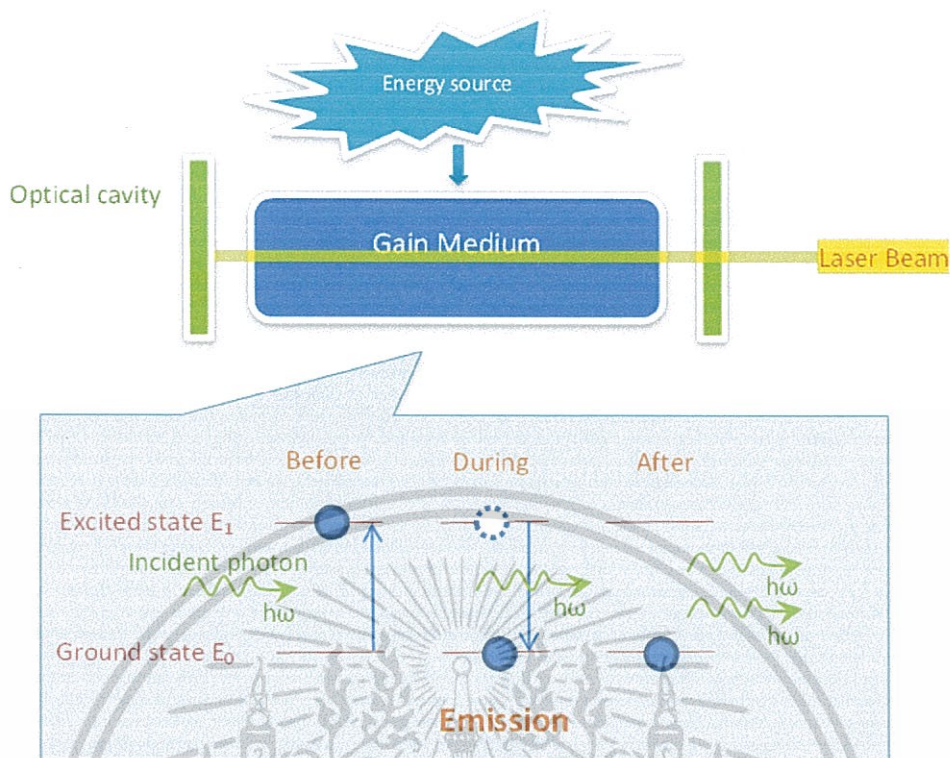 Energy source
Optical cavity
Gain Medium
Laser Beam
Before During After
Excited state E₁
Incident photon
hω hω hω
hω
Ground state E₀
Emission